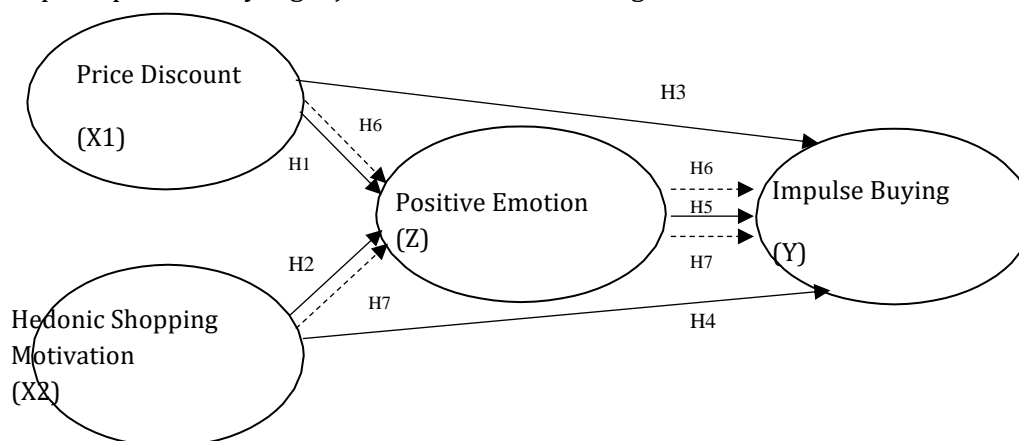 Price Discount
(X1)
H3
H6
H1
Positive Emotion
(Z)
H6
H5
H7
Impulse Buying
(Y)
H2
H7
Hedonic Shopping
Motivation
(X2)
H4